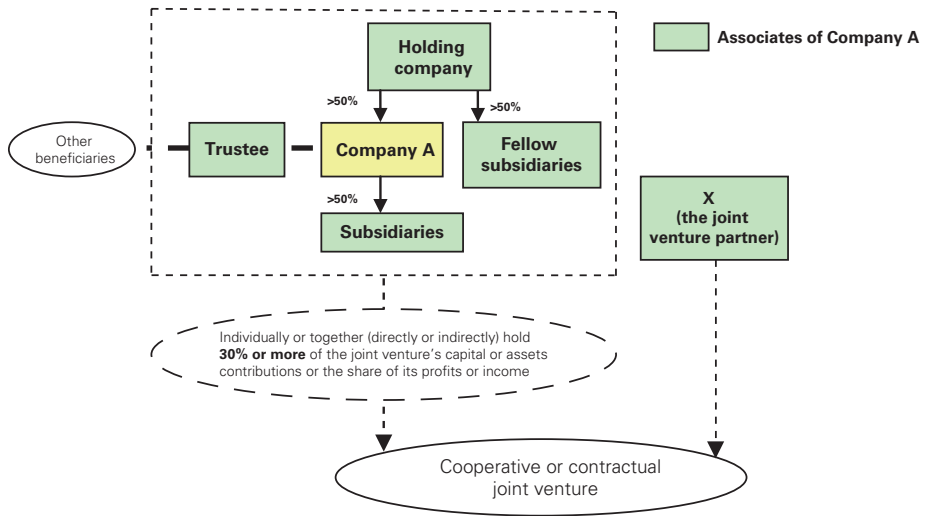 Holding
company
Associates of Company A
>50%
>50%
Other
beneficiaries
Trustee
Company A
Fellow
subsidiaries
>50%
Subsidiaries
X
(the joint
venture partner)
Individually or together (directly or indirectly) hold
30% or more of the joint venture's capital or assets
contributions or the share of its profits or income
Cooperative or contractual
joint venture